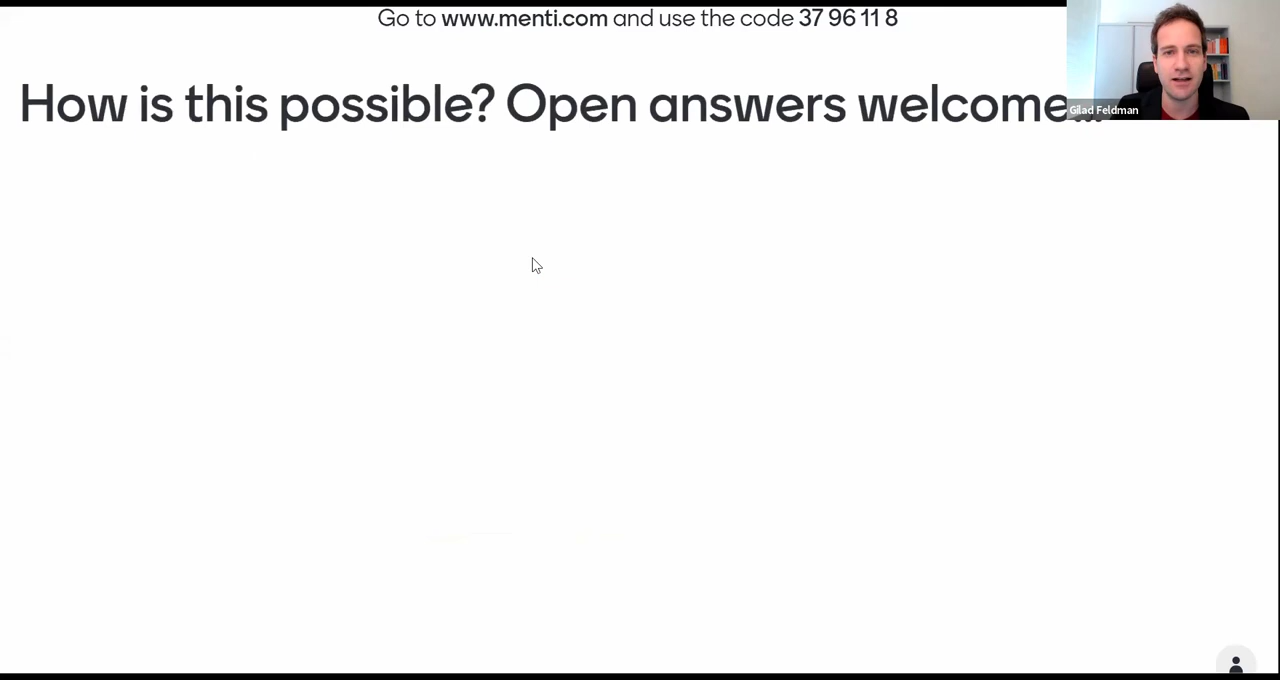 Go to www.menti.com and use the code 37 96 11 8
How is this possible? Open answers welcome...
Gilad Feldman